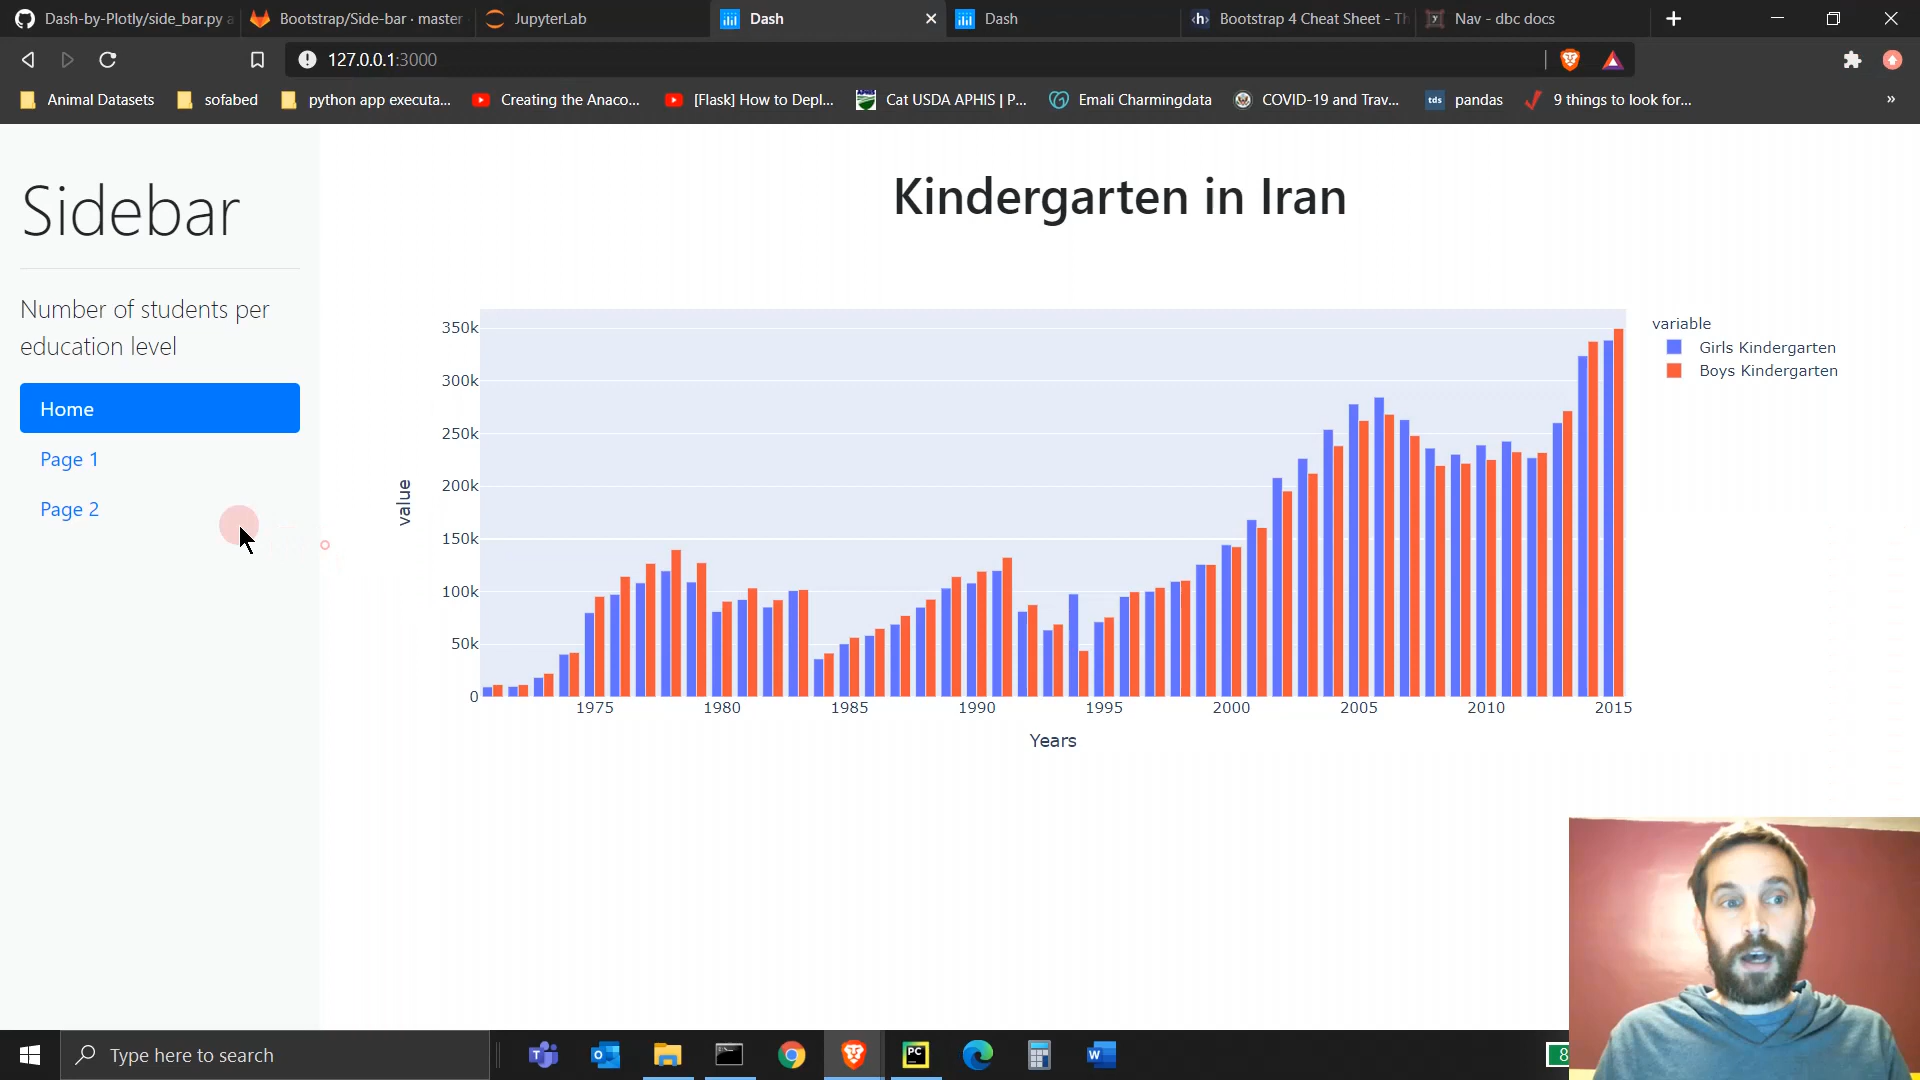 Dash-by-Plotly/side_bar.py a
Bootstrap/Side-bar · master
JupyterLab
Dash
Dash
Bootstrap 4 Cheat Sheet - Th
Nav - dbc docs
127.0.0.1:3000
Animal Datasets
sofabed
python app executa...
Creating the Anaco...
[Flask] How to Depl...
Cat USDA APHIS | P...
Emali Charmingdata
COVID-19 and Trav...
tds pandas
9 things to look for...
»
Sidebar
Number of students per
education level
Home
Page 1
Page 2
Kindergarten in Iran
350k
300k
250k
200k
150k
100k
50k
0
value
1975 1980 1985 1990 1995 2000 2005 2010 2015
Years
variable
Girls Kindergarten
Boys Kindergarten
Type here to search
8